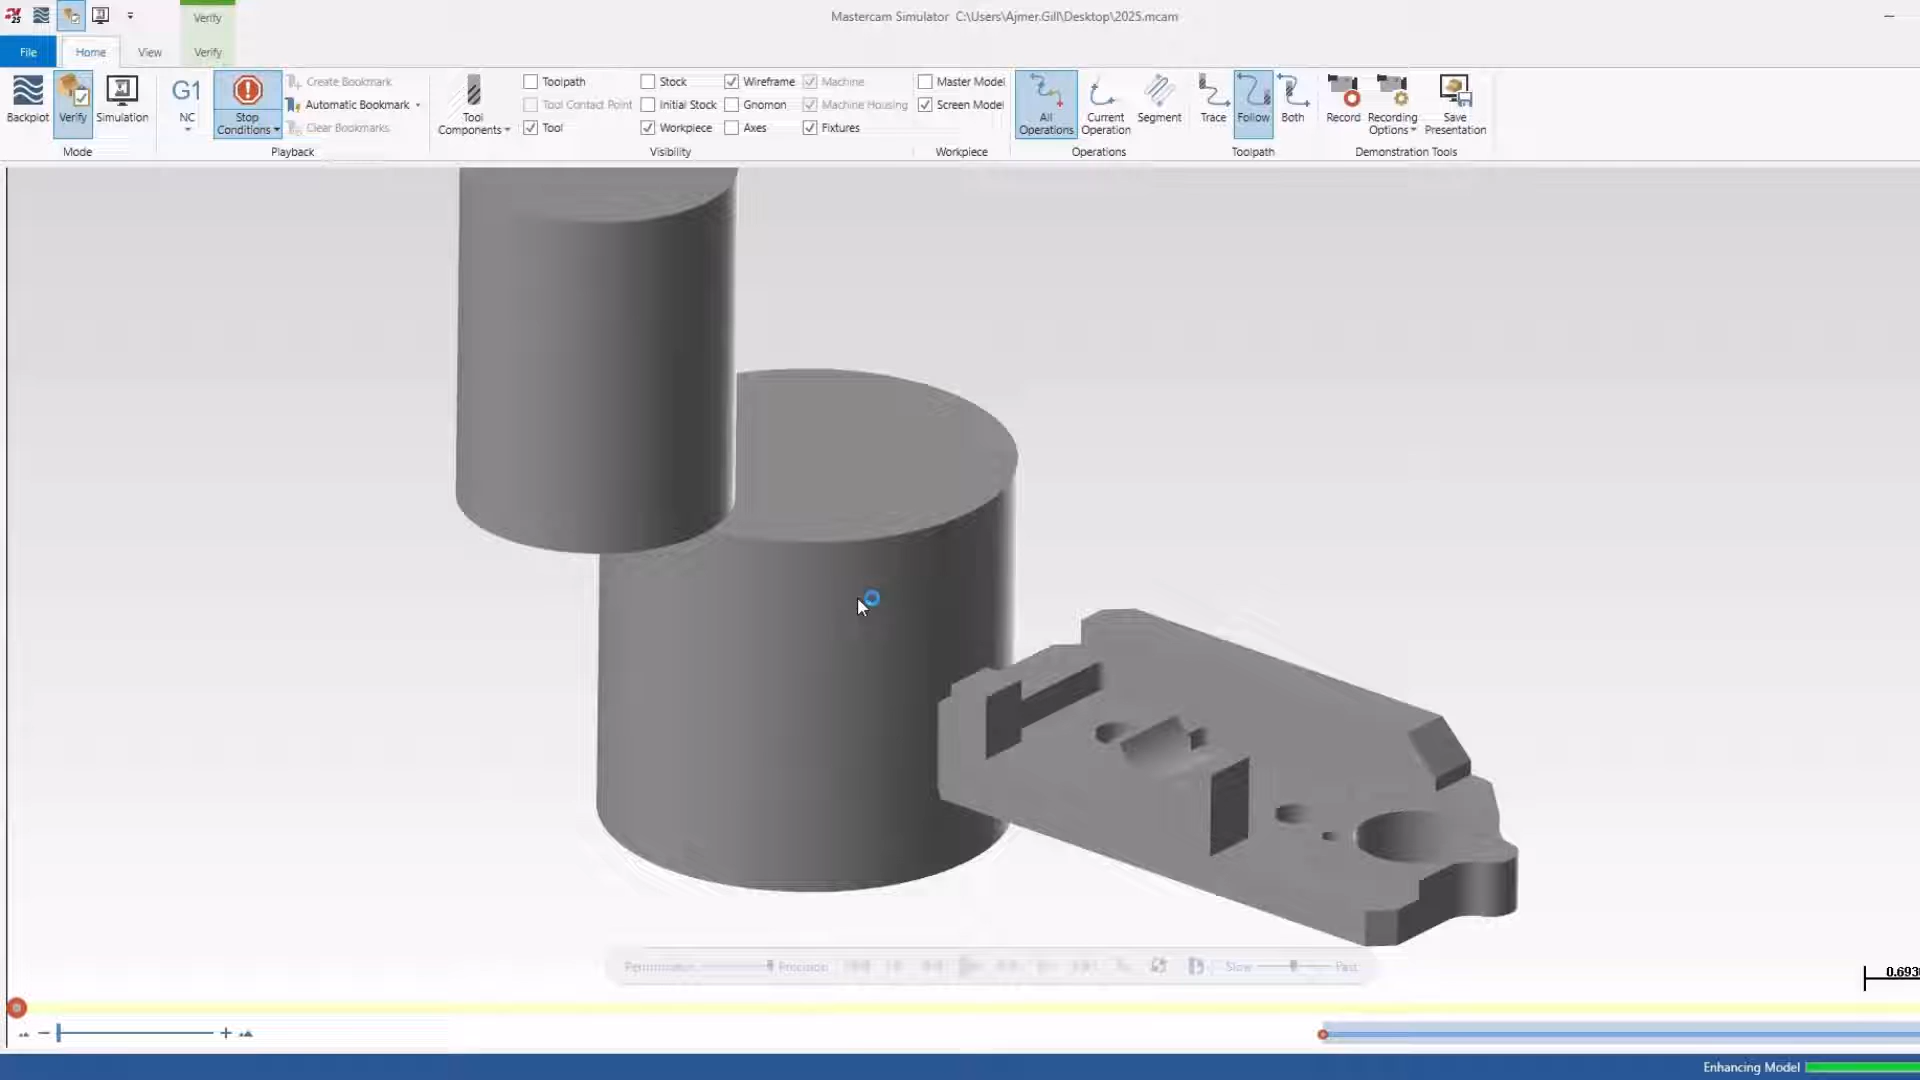 25
Verify
Mastercam Simulator C:\Users\Ajmer.Gill\Desktop\2025.mcam
File
Home
View
Verify
Backplot
Verify
Simulation
Mode
G1
NC
Stop
Conditions
Create Bookmark
Automatic Bookmark
Clear Bookmarks
Playback
Tool
Components
Toolpath
Tool Contact Point
Tool
Stock
Initial Stock
Workpiece
Wireframe
Gnomon
Axes
Machine
Machine Housing
Fixtures
Visibility
Master Model
Screen Model
Workpiece
All
Operations
Current
Operation
Segment
Operations
Trace
Follow
Both
Toolpath
Record
Recording
Options
Save
Presentation
Demonstration Tools
Performance
Precision
Slow
Fast
Enhancing Model